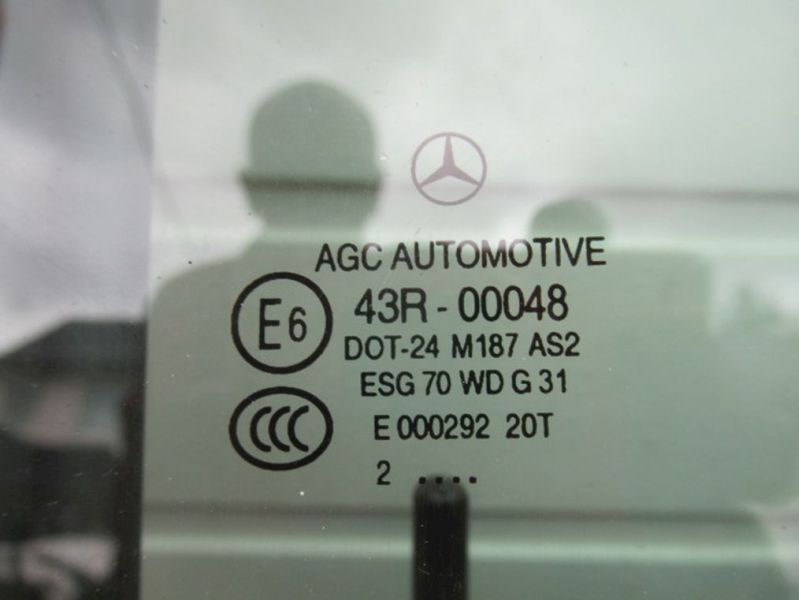 AGC AUTOMOTIVE
E6 43R - 00048
DOT-24 M187 AS2
ESG 70 WD G 31
CCC E 000292 20T
2 ....